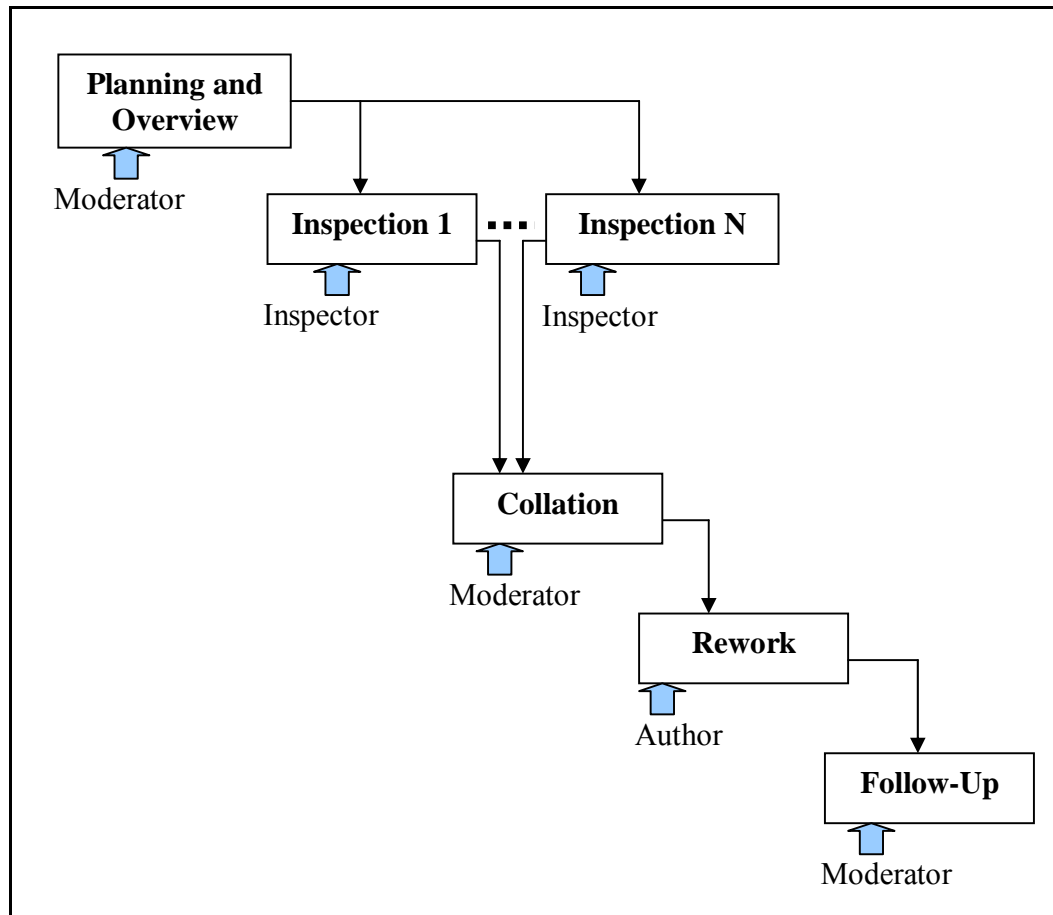 Planning and
Overview
Moderator
Inspection 1
Inspection N
Inspector
Inspector
Collation
Moderator
Rework
Author
Follow-Up
Moderator